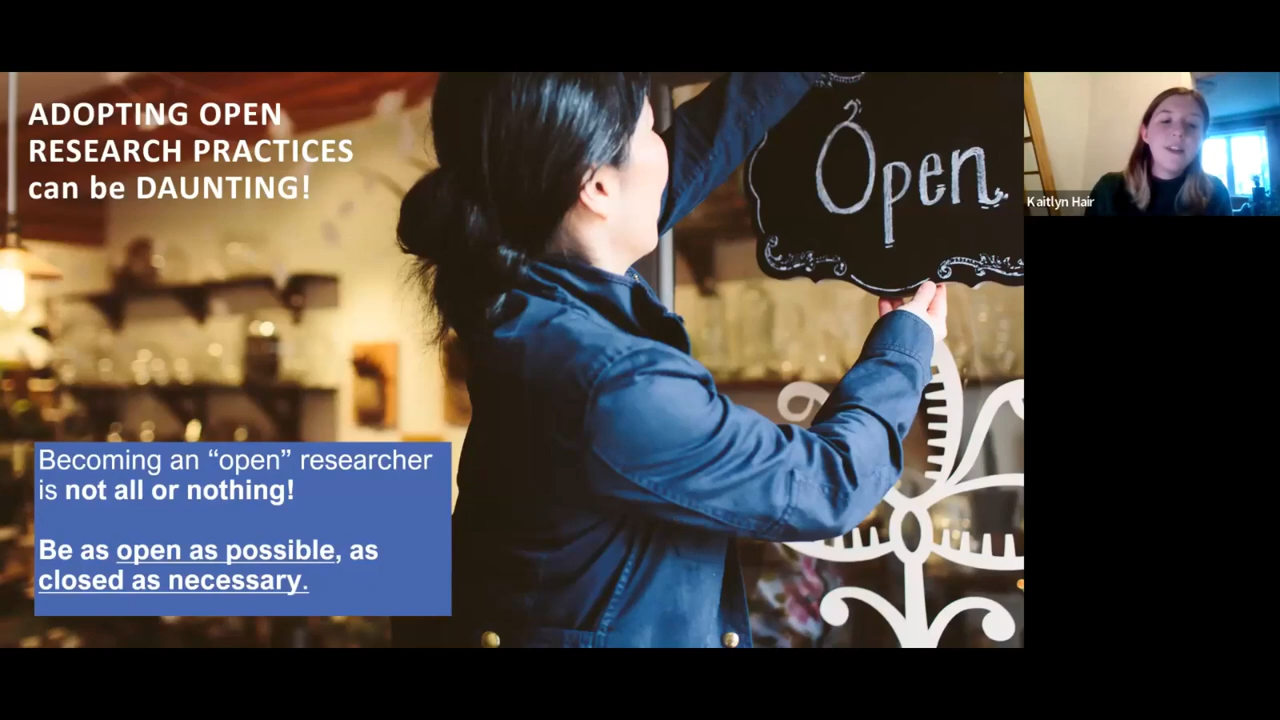 ADOPTING OPEN
RESEARCH PRACTICES
can be DAUNTING!
Open
Kaitlyn Hair
Becoming an “open” researcher
is not all or nothing!
Be as open as possible, as
closed as necessary.